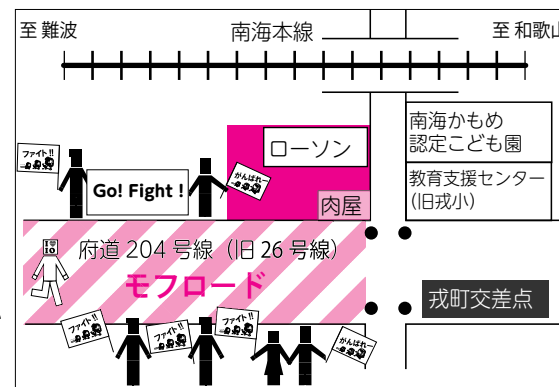 至 難波
南海本線
至 和歌山
ファイト!!
Go! Fight !
がんばれー
ローソン
肉屋
南海かもめ
認定こども園
教育支援センター
(旧戎小)
府道 204 号線(旧 26 号線)
モフロード
戎町交差点
ファイト!!
ファイト!!
ファイト!!
がんばれー